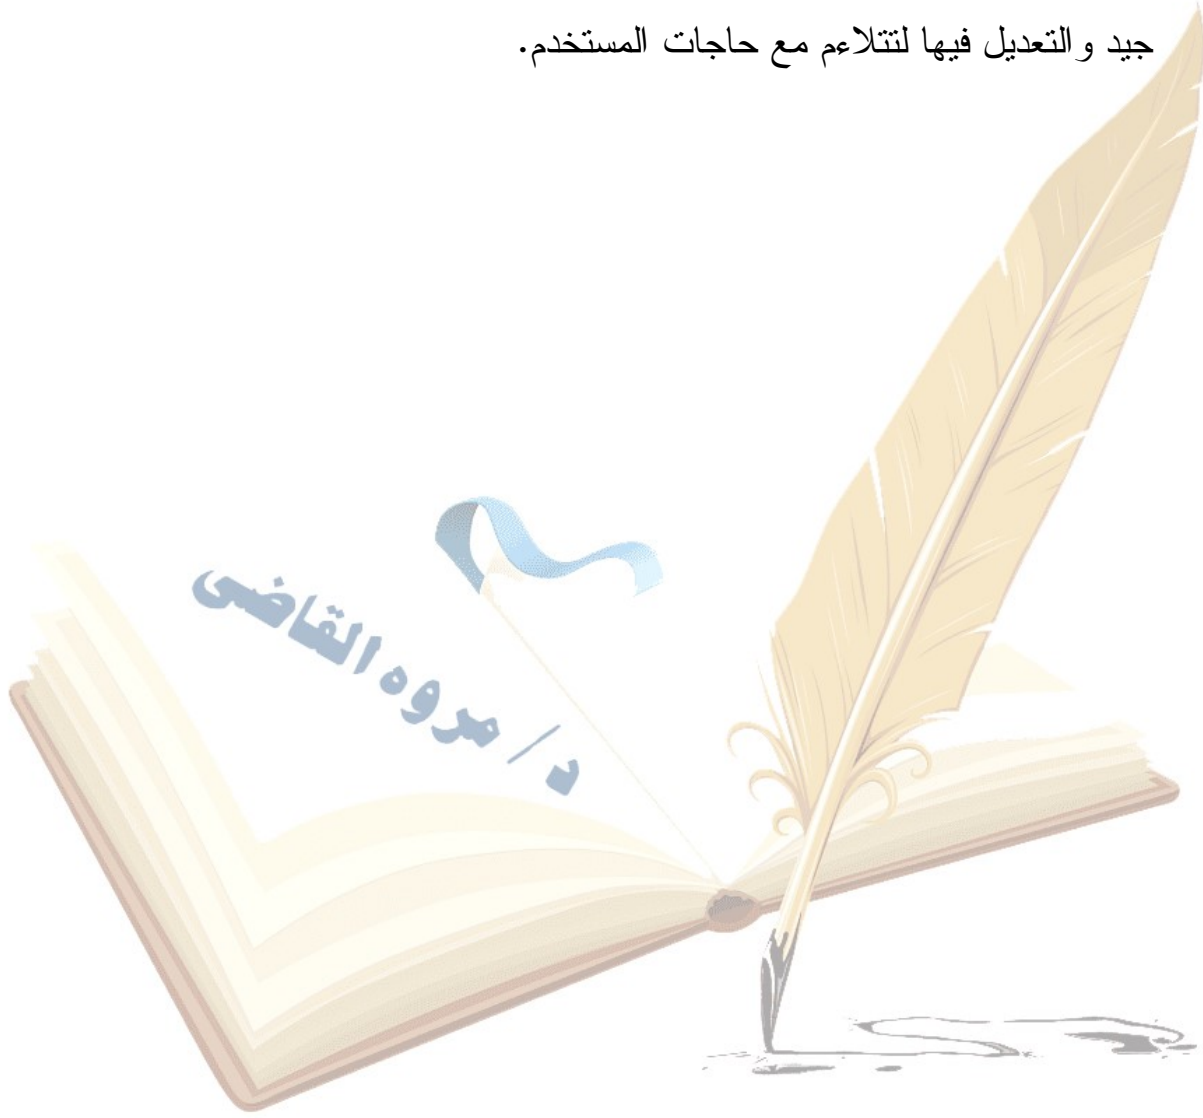 جيد والتعديل فيها لتتلاءم مع حاجات المستخدم.
د/ مروه القاضى